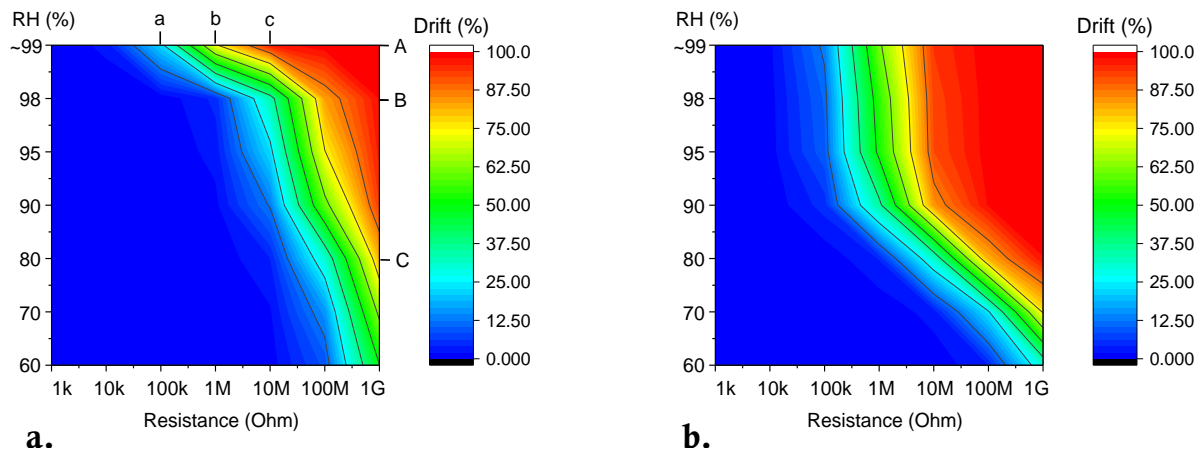 RH (%)
a b c
Drift (%)
~99
98
95
90
80
70
60
A
B
C
100.0
87.50
75.00
62.50
50.00
37.50
25.00
12.50
0.000
1k 10k 100k 1M 10M 100M 1G
Resistance (Ohm)
a.
RH (%)
Drift (%)
~99
98
95
90
80
70
60
100.0
87.50
75.00
62.50
50.00
37.50
25.00
12.50
0.000
1k 10k 100k 1M 10M 100M 1G
Resistance (Ohm)
b.